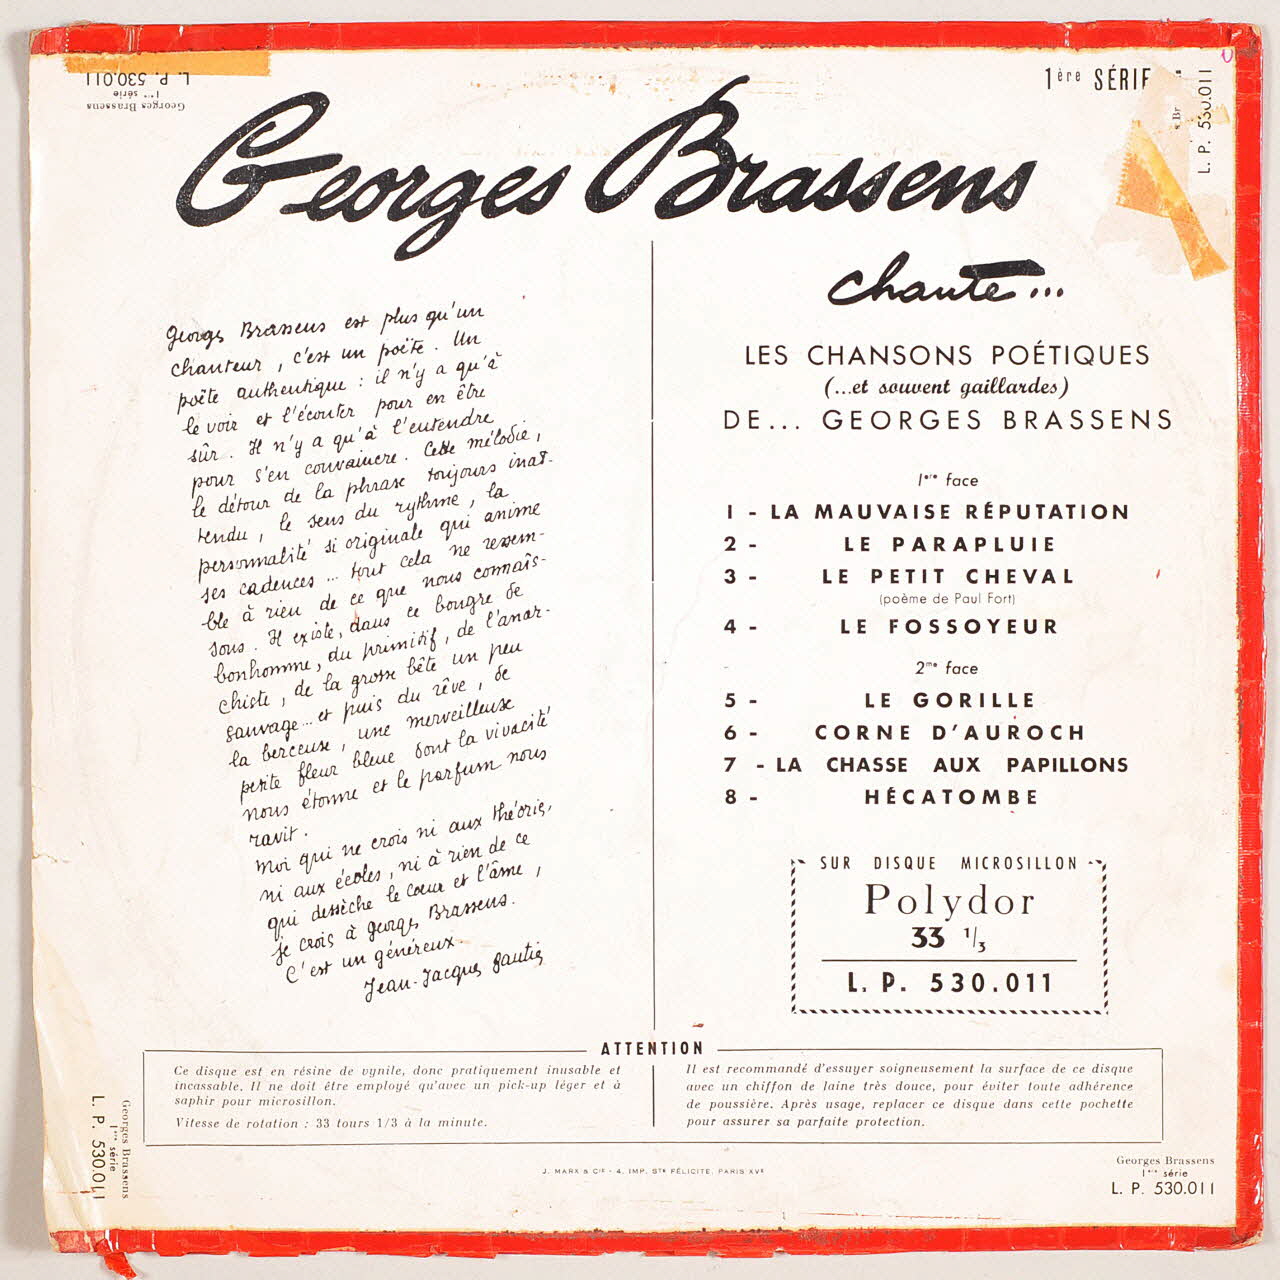 L. P. 530.011
1ère série
Georges Brassens
1ère SÉRIE
L. P. 530.011
Georges Brassens
chante...
Georges Brassens est plus qu'un
chanteur, c'est un poète. Un
poète authentique : il n'y a qu'à
le voir et l'écouter pour en être
sûr. Il n'y a qu'à l'entendre
pour s'en convaincre. Cette mélodie,
le détour de la phrase toujours inat-
tendu, le sens du rythme, la
personnalité si originale qui anime
ses cadences... tout cela ne ressem-
ble à rien de ce que nous connais-
sons. Il existe, dans ce bougre de
bonhomme, du primitif, de l'anar-
chiste, de la grosse bête un peu
sauvage... et puis du rêve, de
la berceuse, une merveilleuse
petite fleur bleue dont la vivacité
nous étonne et le parfum nous
ravit.
Moi qui ne crois ni aux théories,
ni aux écoles, ni à rien de ce
qui dessèche le cœur et l'âme,
je crois à Georges Brassens.
C'est un généreux.
Jean-Jacques Gautier
LES CHANSONS POÉTIQUES
(...et souvent gaillardes)
DE... GEORGES BRASSENS
1ère face
1 - LA MAUVAISE RÉPUTATION
2 - LE PARAPLUIE
3 - LE PETIT CHEVAL
(poème de Paul Fort)
4 - LE FOSSOYEUR
2me face
5 - LE GORILLE
6 - CORNE D'AUROCH
7 - LA CHASSE AUX PAPILLONS
8 - HÉCATOMBE
SUR DISQUE MICROSILLON
Polydor
33 1/3
L. P. 530.011
ATTENTION
Ce disque est en résine de vynile, donc pratiquement inusable et
incassable. Il ne doit être employé qu'avec un pick-up léger et à
saphir pour microsillon.
Vitesse de rotation : 33 tours 1/3 à la minute.
Il est recommandé d'essuyer soigneusement la surface de ce disque
avec un chiffon de laine très douce, pour éviter toute adhérence
de poussière. Après usage, replacer ce disque dans cette pochette
pour assurer sa parfaite protection.
Georges Brassens
1ère série
L. P. 530.011
J. MARX & Cie - 4, IMP. STE FÉLICITE, PARIS XVe
Georges Brassens
1ère série
L. P. 530.011